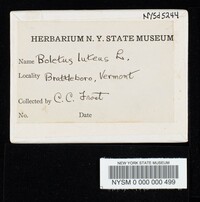 NYSd5244
HERBARIUM N. Y. STATE MUSEUM
Name Boletus luteus L.
Locality Brattleboro, Vermont
Collected by C. C. Frost
No. Date
NEW YORK STATE MUSEUM
NYSM 0 000 000 499